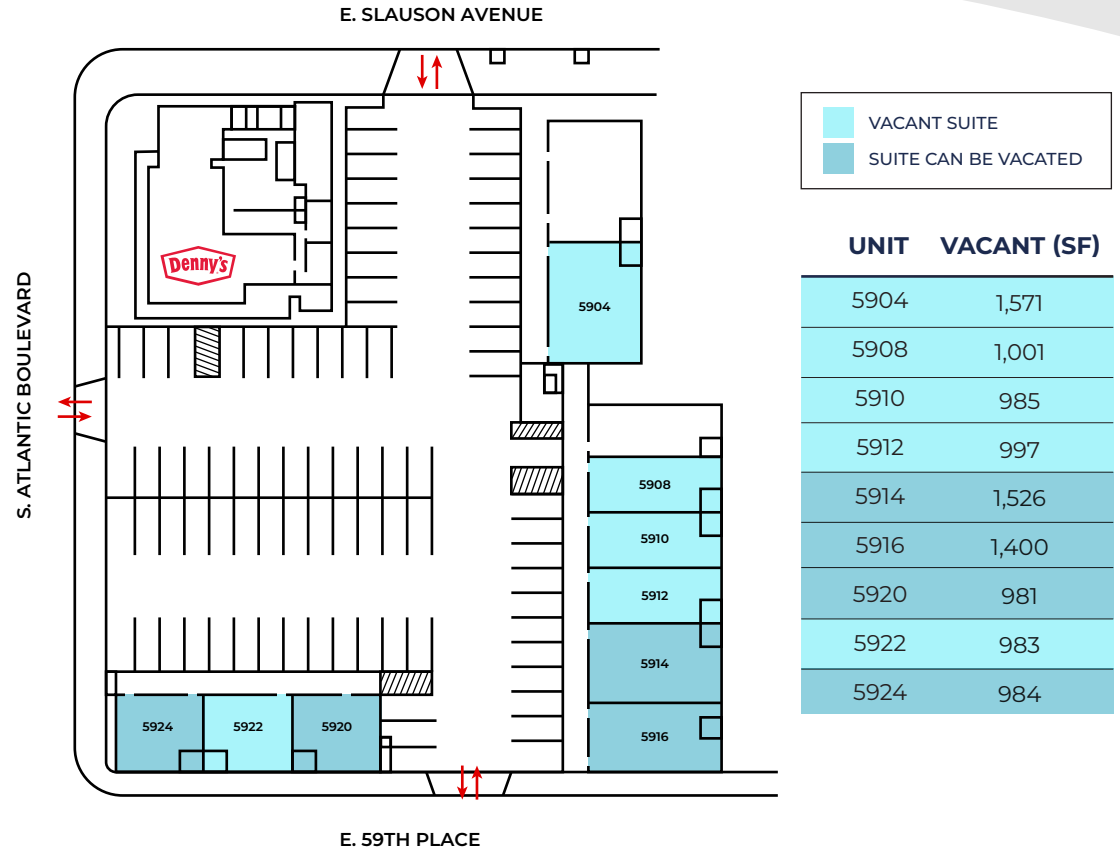 E. SLAUSON AVENUE
VACANT SUITE
SUITE CAN BE VACATED
Denny's
S. ATLANTIC BOULEVARD
5904
5908
5910
5912
5914
5916
5924
5922
5920
E. 59TH PLACE
UNIT VACANT (SF)
5904 1,571
5908 1,001
5910 985
5912 997
5914 1,526
5916 1,400
5920 981
5922 983
5924 984